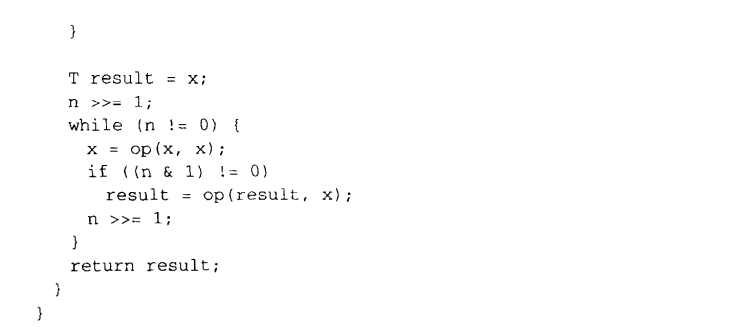 }
T result = x;
n >>= 1;
while (n != 0) {
x = op(x, x);
if ((n & 1) != 0)
result = op(result, x);
n >>= 1;
}
return result;
}
}